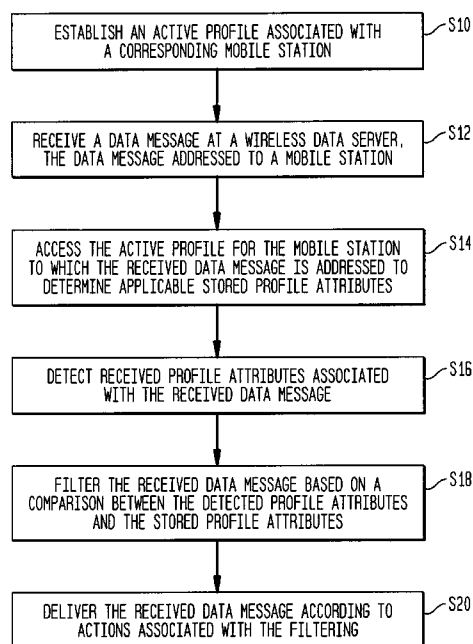 ESTABLISH AN ACTIVE PROFILE ASSOCIATED WITH
A CORRESPONDING MOBILE STATION
S10
RECEIVE A DATA MESSAGE AT A WIRELESS DATA SERVER,
THE DATA MESSAGE ADDRESSED TO A MOBILE STATION
S12
ACCESS THE ACTIVE PROFILE FOR THE MOBILE STATION
TO WHICH THE RECEIVED DATA MESSAGE IS ADDRESSED TO
DETERMINE APPLICABLE STORED PROFILE ATTRIBUTES
S14
DETECT RECEIVED PROFILE ATTRIBUTES ASSOCIATED
WITH THE RECEIVED DATA MESSAGE
S16
FILTER THE RECEIVED DATA MESSAGE BASED ON A
COMPARISON BETWEEN THE DETECTED PROFILE ATTRIBUTES
AND THE STORED PROFILE ATTRIBUTES
S18
DELIVER THE RECEIVED DATA MESSAGE ACCORDING TO
ACTIONS ASSOCIATED WITH THE FILTERING
S20